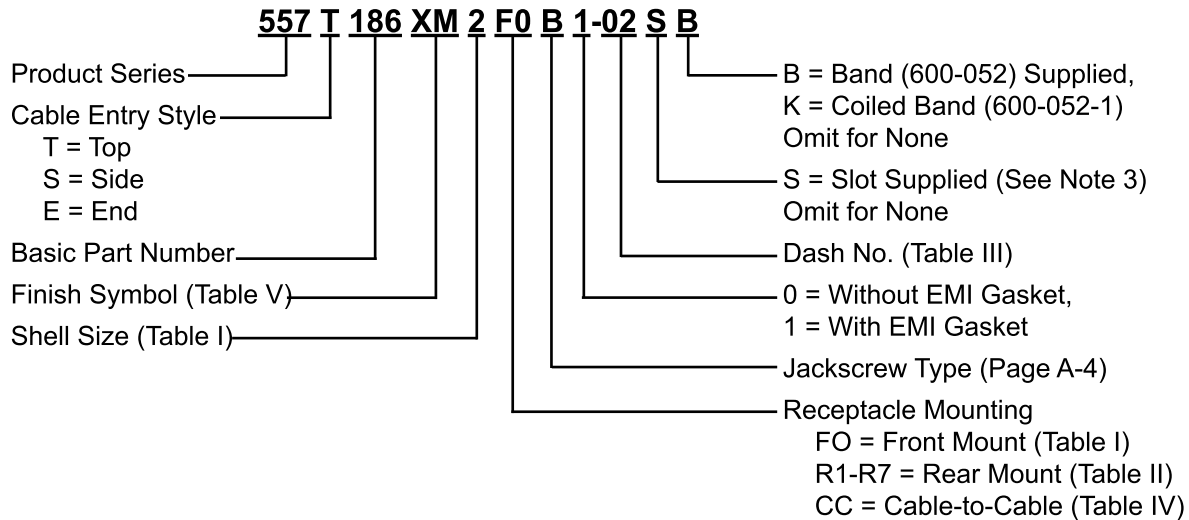 557 T 186 XM 2 F0 B 1-02 S B
Product Series
Cable Entry Style
T = Top
S = Side
E = End
Basic Part Number
Finish Symbol (Table V)
Shell Size (Table I)
B = Band (600-052) Supplied,
K = Coiled Band (600-052-1)
Omit for None
S = Slot Supplied (See Note 3)
Omit for None
Dash No. (Table III)
0 = Without EMI Gasket,
1 = With EMI Gasket
Jackscrew Type (Page A-4)
Receptacle Mounting
FO = Front Mount (Table I)
R1-R7 = Rear Mount (Table II)
CC = Cable-to-Cable (Table IV)